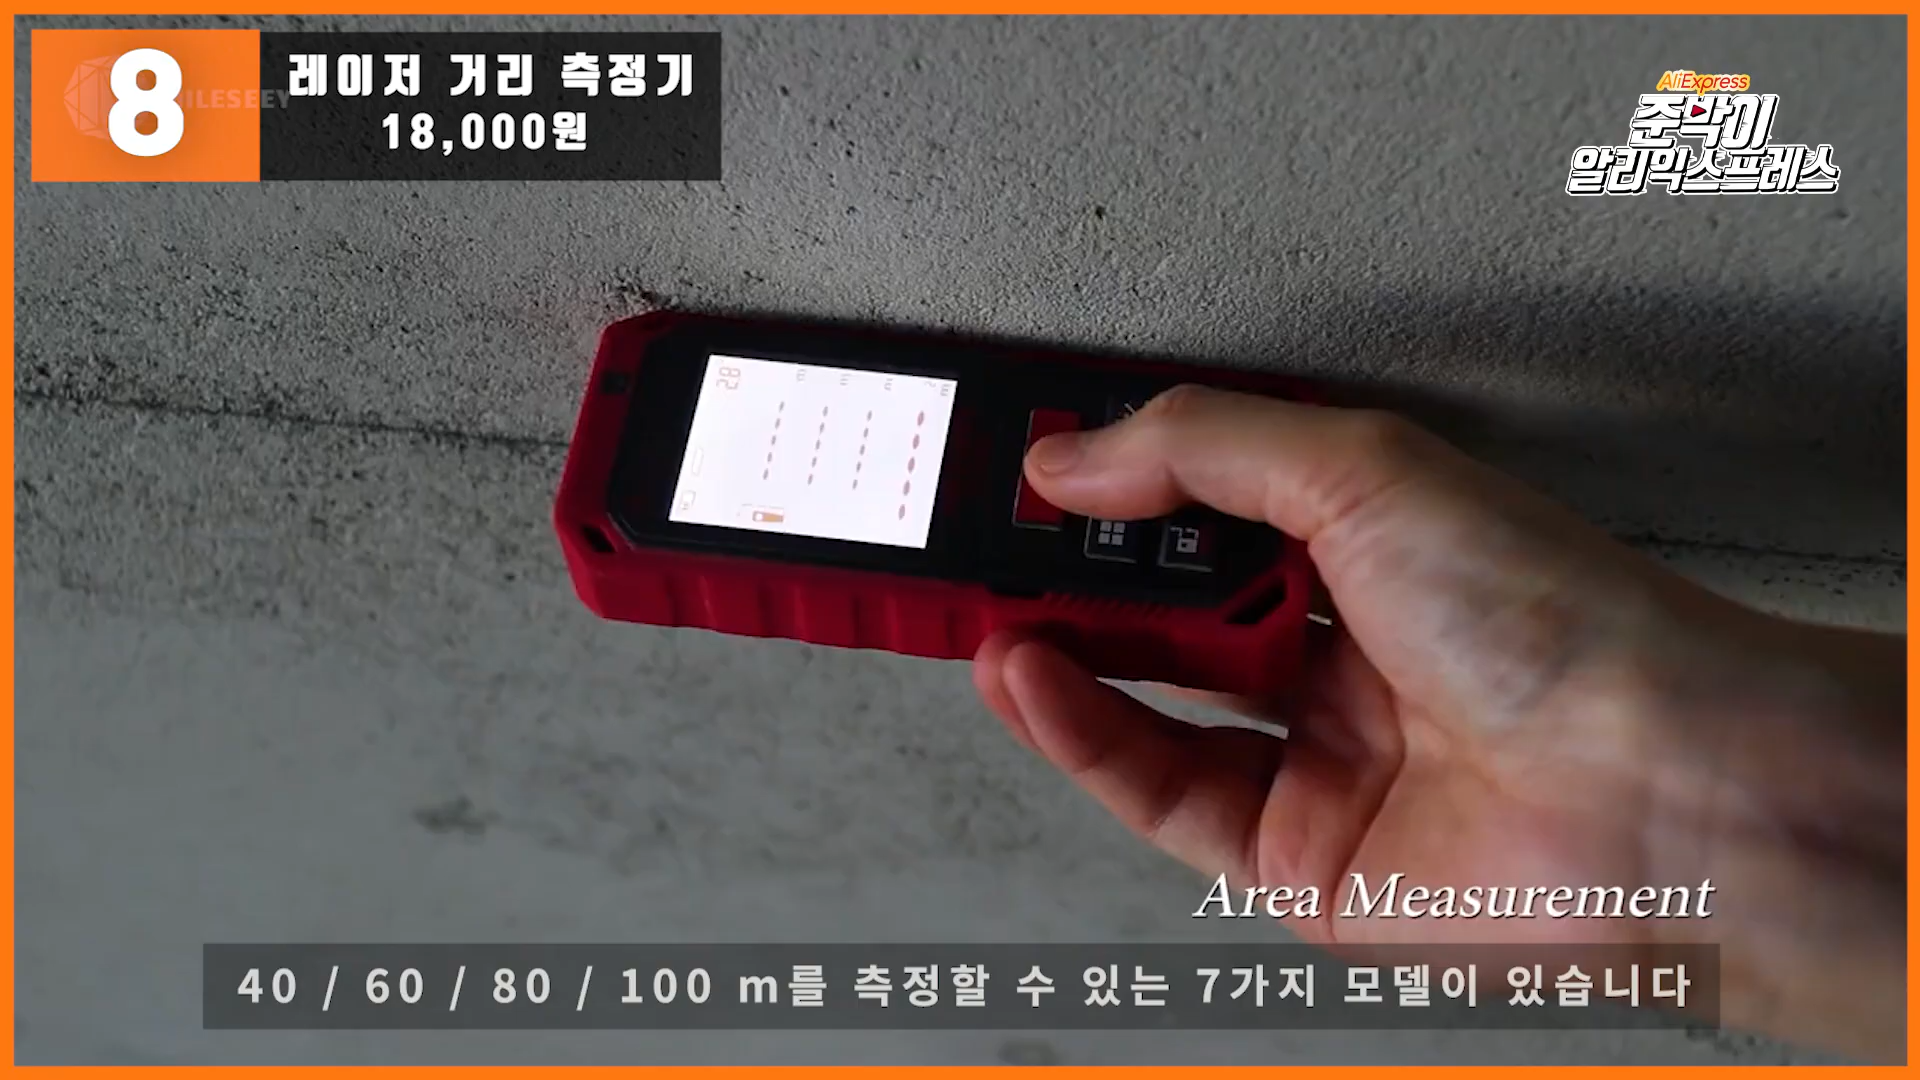 8
레이저 거리 측정기
18,000원
AliExpress
준박이
알리익스프레스
Area Measurement
40 / 60 / 80 / 100 m를 측정할 수 있는 7가지 모델이 있습니다